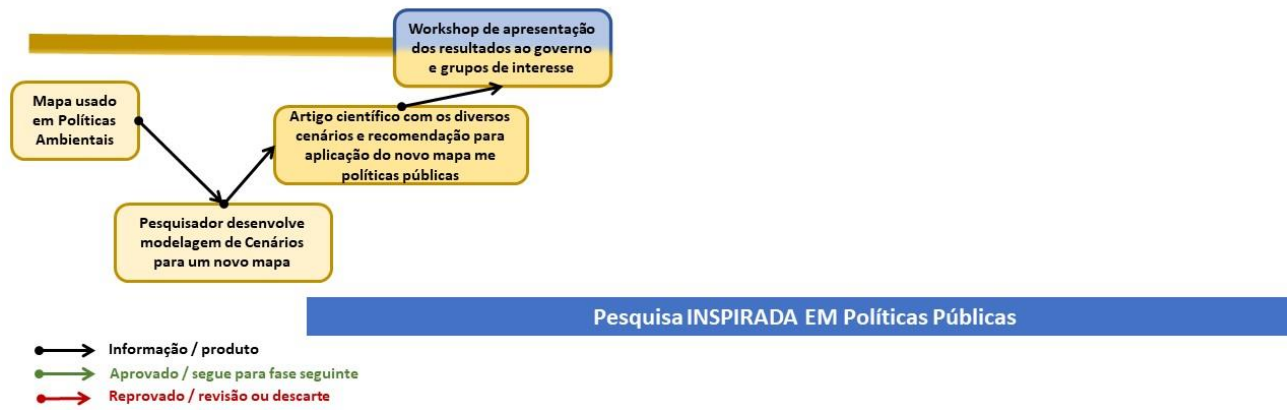 Workshop de apresentação
dos resultados ao governo
e grupos de interesse
Mapa usado
em Políticas
Ambientais
Artigo científico com os diversos
cenários e recomendação para
aplicação do novo mapa me
políticas públicas
Pesquisador desenvolve
modelagem de Cenários
para um novo mapa
Pesquisa INSPIRADA EM Políticas Públicas
Informação / produto
Aprovado / segue para fase seguinte
Reprovado / revisão ou descarte